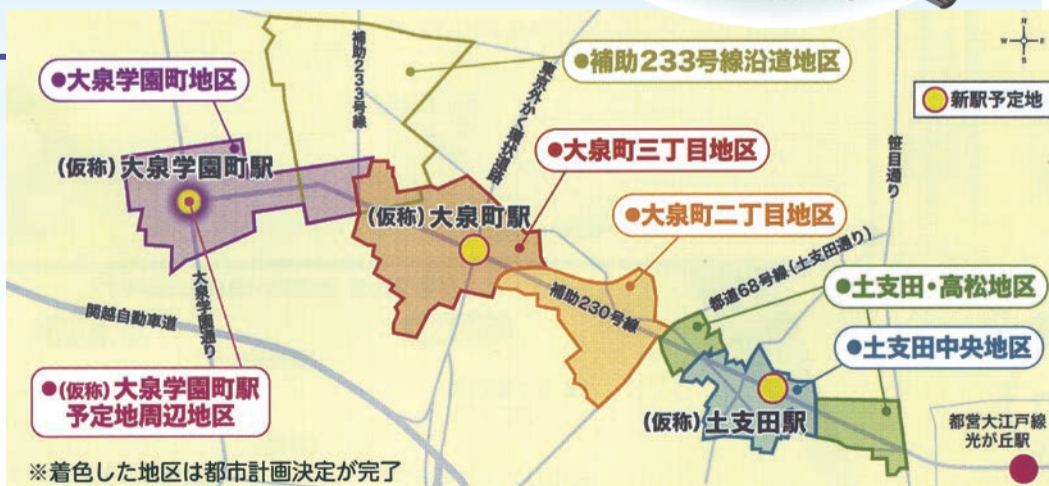 ●補助233号線沿道地区
●大泉学園町地区
補助233号線
東京外かく環状道路
新駅予定地
N
W
E
S
(仮称) 大泉学園町駅
●大泉町三丁目地区
笹目通り
(仮称) 大泉町駅
●大泉町二丁目地区
都道68号線(土支田通り)
大泉学園通り
関越自動車道
補助230号線
●土支田・高松地区
●土支田中央地区
●(仮称) 大泉学園町駅
予定地周辺地区
(仮称) 土支田駅
都営大江戸線
光が丘駅
※着色した地区は都市計画決定が完了